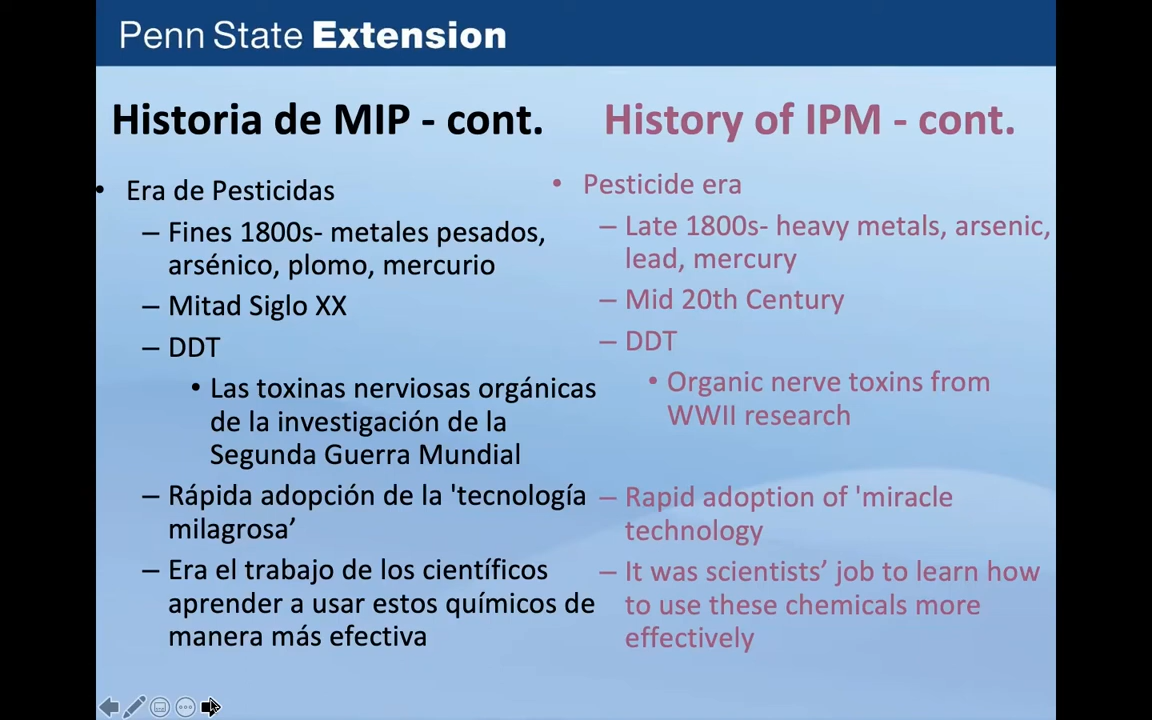 Penn State Extension
Historia de MIP - cont.
• Era de Pesticidas
– Fines 1800s- metales pesados,
arsénico, plomo, mercurio
– Mitad Siglo XX
– DDT
• Las toxinas nerviosas orgánicas
de la investigación de la
Segunda Guerra Mundial
– Rápida adopción de la 'tecnología
milagrosa’
– Era el trabajo de los científicos
aprender a usar estos químicos de
manera más efectiva
History of IPM - cont.
• Pesticide era
– Late 1800s- heavy metals, arsenic,
lead, mercury
– Mid 20th Century
– DDT
• Organic nerve toxins from
WWII research
– Rapid adoption of 'miracle
technology
– It was scientists’ job to learn how
to use these chemicals more
effectively